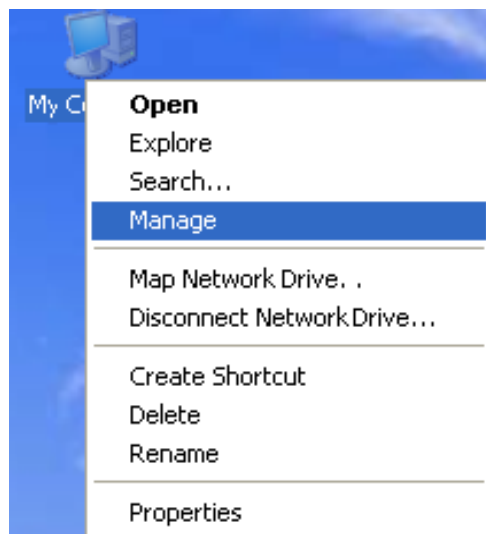 My C
Open
Explore
Search...
Manage
Map Network Drive. .
Disconnect Network Drive...
Create Shortcut
Delete
Rename
Properties